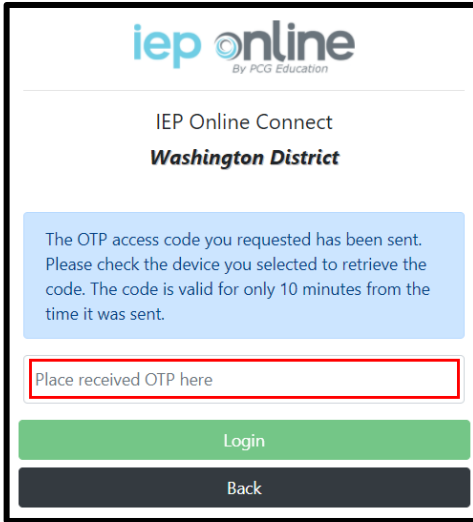 iep online
By PCG Education
IEP Online Connect
Washington District
The OTP access code you requested has been sent.
Please check the device you selected to retrieve the
code. The code is valid for only 10 minutes from the
time it was sent.
Place received OTP here
Login
Back